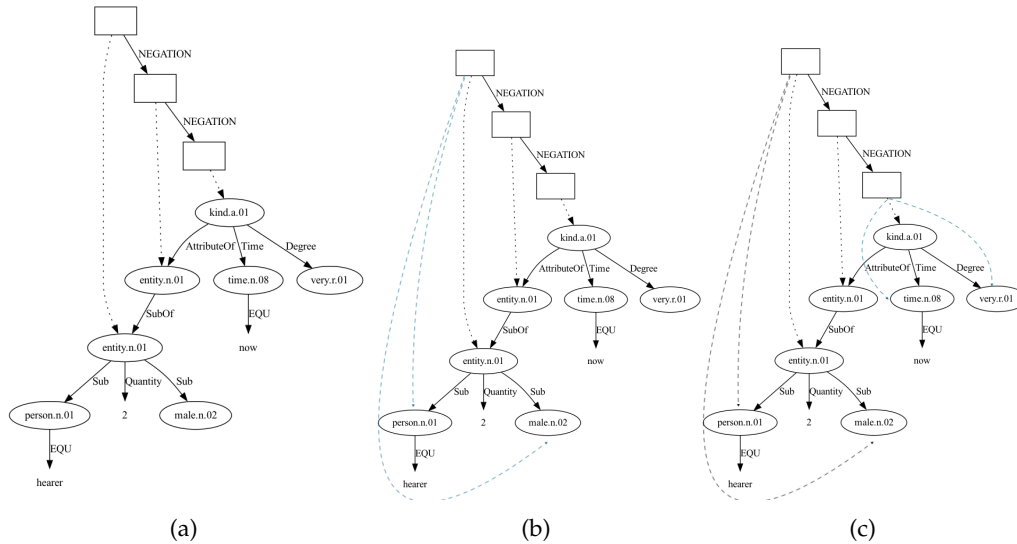 NEGATION
NEGATION
kind.a.01
AttributeOf Time Degree
entity.n.01 time.n.08 very.r.01
SubOf EQU
now
entity.n.01
Sub Quantity Sub
person.n.01 2 male.n.02
EQU
hearer
(a)
NEGATION
NEGATION
kind.a.01
AttributeOf Time Degree
entity.n.01 time.n.08 very.r.01
SubOf EQU
now
entity.n.01
Sub Quantity Sub
person.n.01 2 male.n.02
EQU
hearer
(b)
NEGATION
NEGATION
kind.a.01
AttributeOf Time Degree
entity.n.01 time.n.08 very.r.01
SubOf EQU
now
entity.n.01
Sub Quantity Sub
person.n.01 2 male.n.02
EQU
hearer
(c)